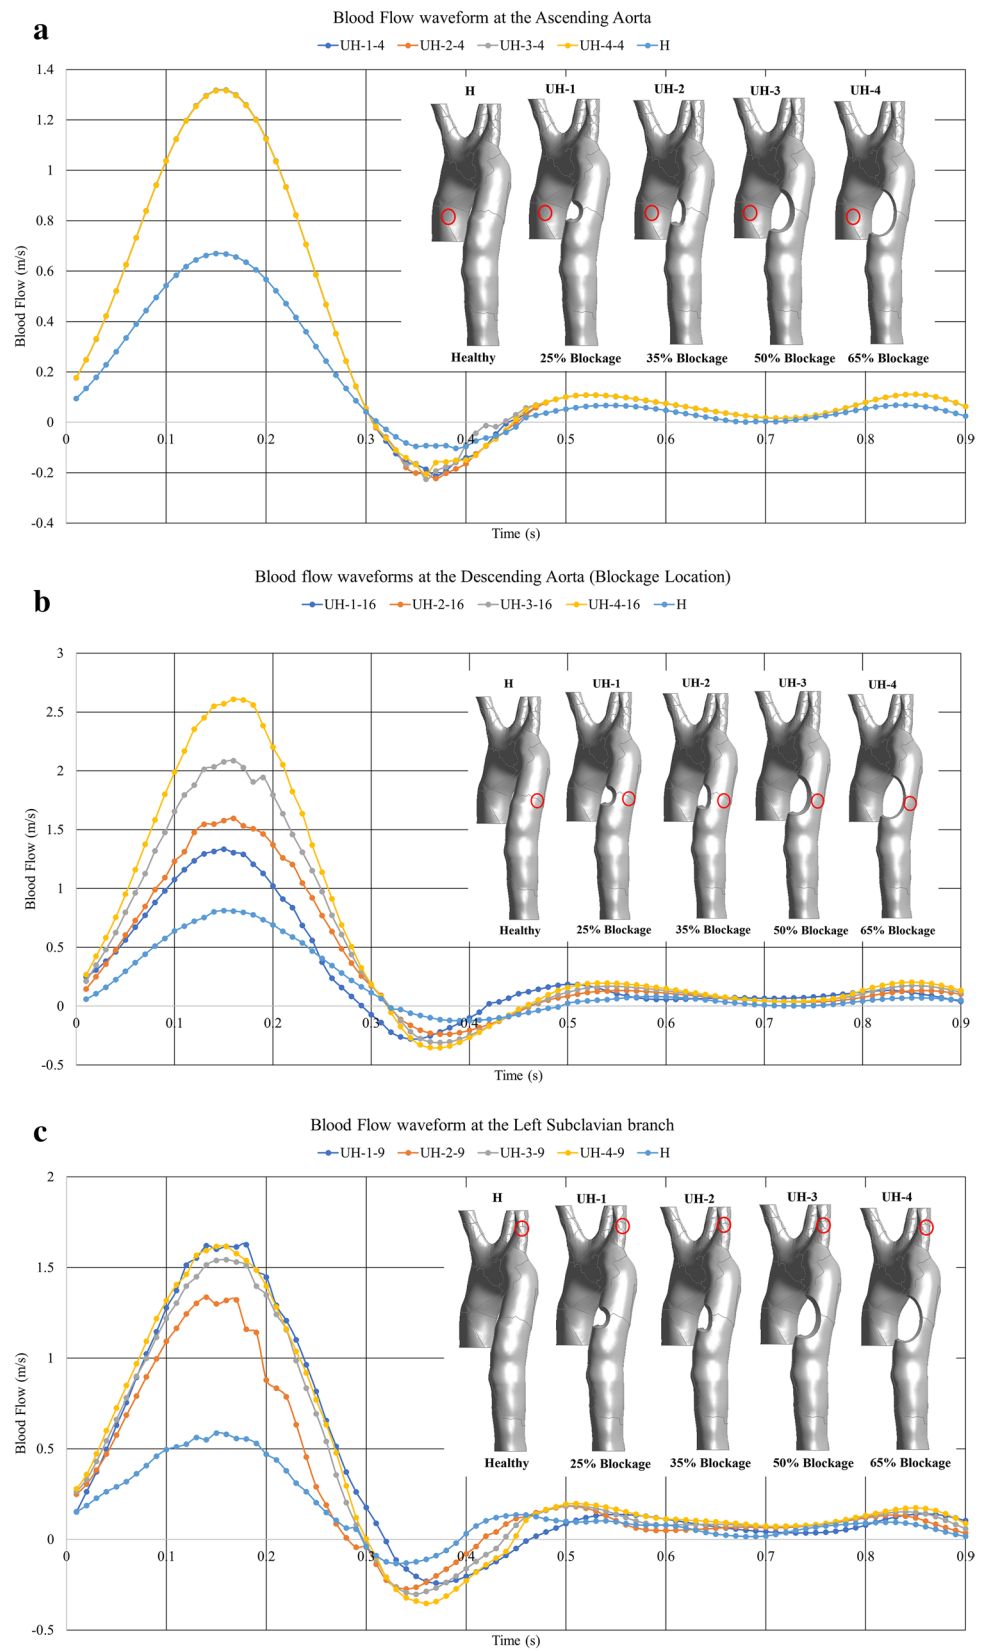 a
Blood Flow waveform at the Ascending Aorta
UH-1-4 UH-2-4 UH-3-4 UH-4-4 H
1.4
1.2
1
0.8
0.6
0.4
0.2
0
-0.2
-0.4
Blood Flow (m/s)
H UH-1 UH-2 UH-3 UH-4
Healthy 25% Blockage 35% Blockage 50% Blockage 65% Blockage
0 0.1 0.2 0.3 0.4 0.5 0.6 0.7 0.8 0.9
Time (s)
Blood flow waveforms at the Descending Aorta (Blockage Location)
b
UH-1-16 UH-2-16 UH-3-16 UH-4-16 H
3
2.5
2
1.5
1
0.5
0
-0.5
Blood Flow (m/s)
H UH-1 UH-2 UH-3 UH-4
Healthy 25% Blockage 35% Blockage 50% Blockage 65% Blockage
0 0.1 0.2 0.3 0.4 0.5 0.6 0.7 0.8 0.9
Time (s)
c
Blood Flow waveform at the Left Subclavian branch
UH-1-9 UH-2-9 UH-3-9 UH-4-9 H
2
1.5
1
0.5
0
-0.5
Blood Flow (m/s)
H UH-1 UH-2 UH-3 UH-4
Healthy 25% Blockage 35% Blockage 50% Blockage 65% Blockage
0 0.1 0.2 0.3 0.4 0.5 0.6 0.7 0.8 0.9
Time (s)